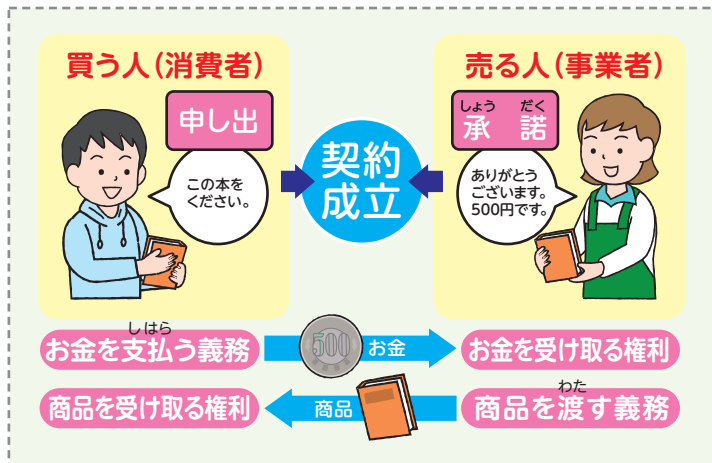 買う人（消費者）
申し出
この本を
ください。
契約
成立
売る人（事業者）
しょう だく
承 諾
ありがとう
ございます。
500円です。
しはら
お金を支払う義務
500
お金
お金を受け取る権利
商品を受け取る権利
商品
わた
商品を渡す義務